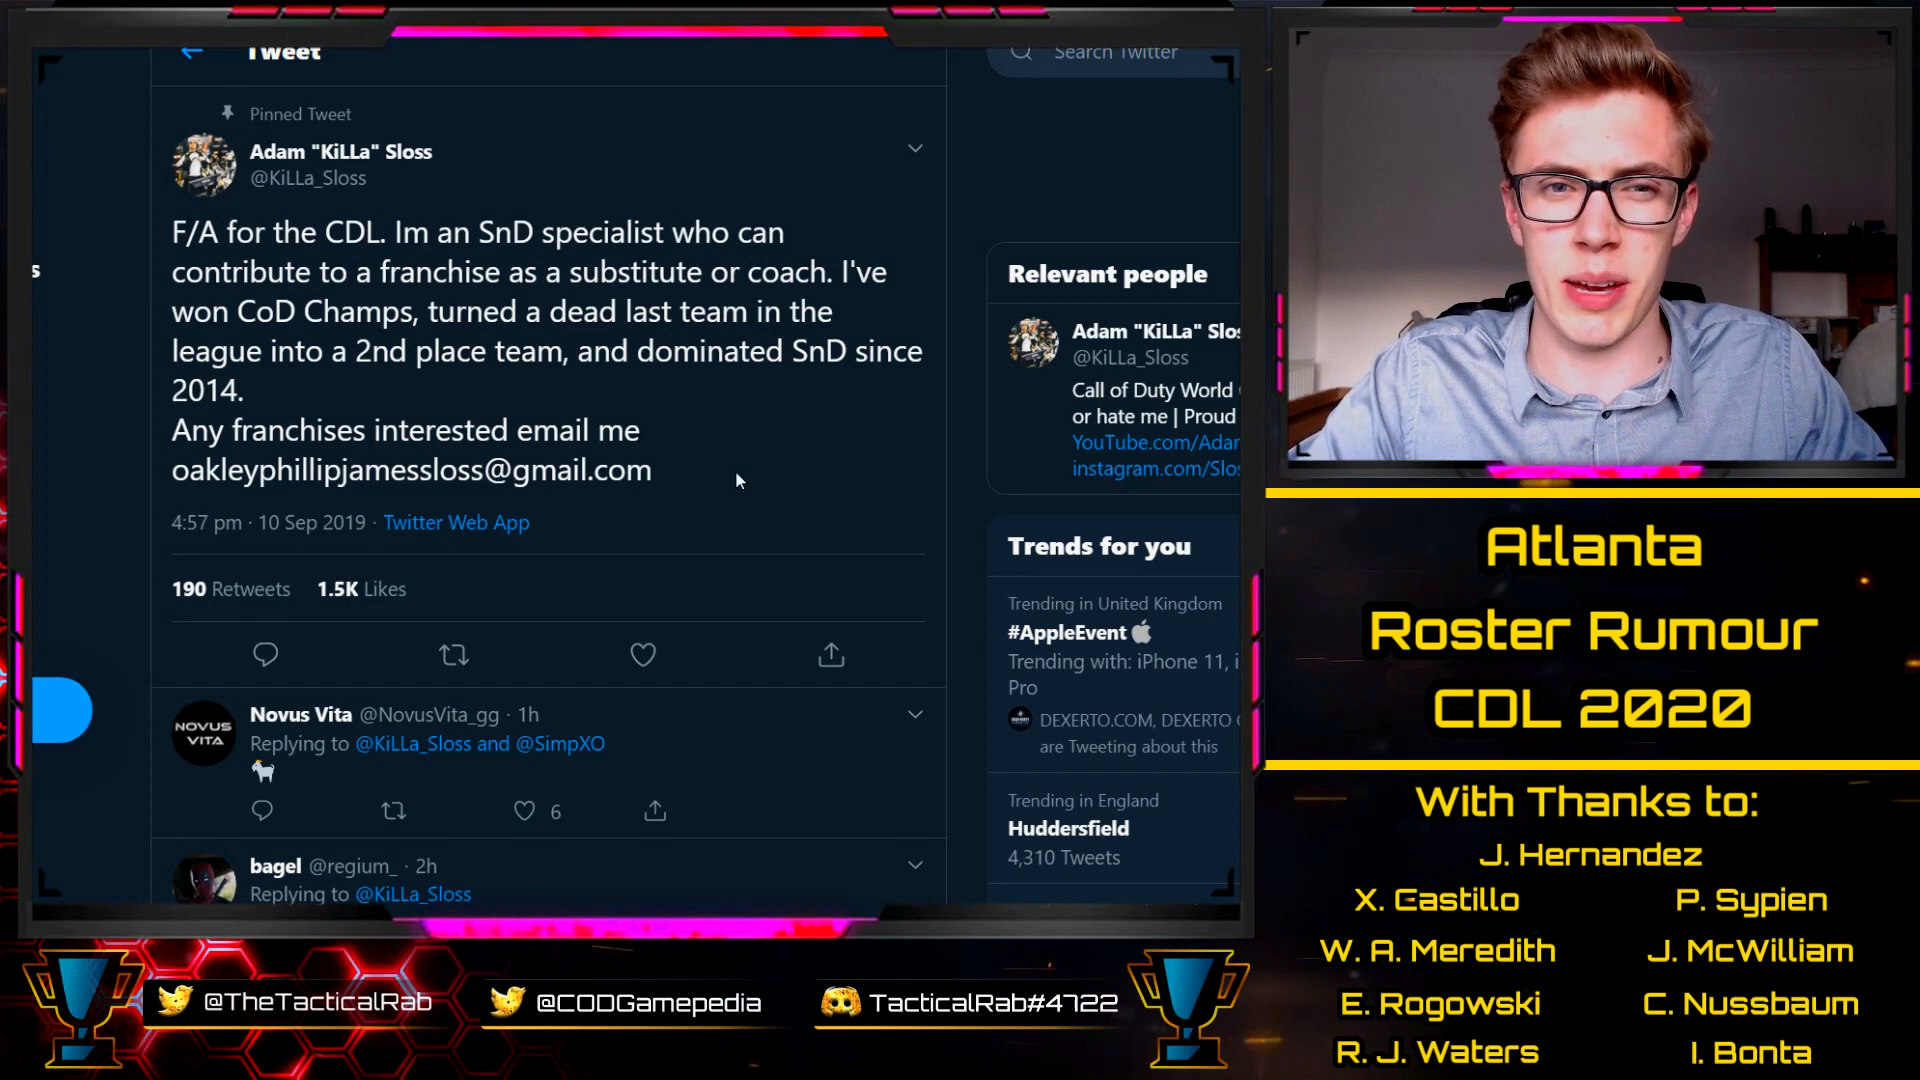 Tweet
Search Twitter
Pinned Tweet
Adam "KiLLa" Sloss
@KiLLa_Sloss
F/A for the CDL. Im an SnD specialist who can
contribute to a franchise as a substitute or coach. I've
won CoD Champs, turned a dead last team in the
league into a 2nd place team, and dominated SnD since
2014.
Any franchises interested email me
oakleyphillipjamessloss@gmail.com
4:57 pm · 10 Sep 2019 · Twitter Web App
190 Retweets 1.5K Likes
NOVUS
VITA
Novus Vita @NovusVita_gg · 1h
Replying to @KiLLa_Sloss and @SimpXO
6
bagel @regium_ · 2h
Replying to @KiLLa_Sloss
s
Relevant people
Adam "KiLLa" Slos
@KiLLa_Sloss
Call of Duty World
or hate me | Proud
YouTube.com/Adar
instagram.com/Slos
Trends for you
Trending in United Kingdom
#AppleEvent
Trending with: iPhone 11, i
Pro
DEXERTO.COM, DEXERTO
are Tweeting about this
Trending in England
Huddersfield
4,310 Tweets
Atlanta
Roster Rumour
CDL 2020
With Thanks to:
J. Hernandez
X. Castillo P. Sypien
W. A. Meredith J. McWilliam
E. Rogowski C. Nussbaum
R. J. Waters I. Bonta
@TheTacticalRab @CODGamepedia TacticalRab#4722